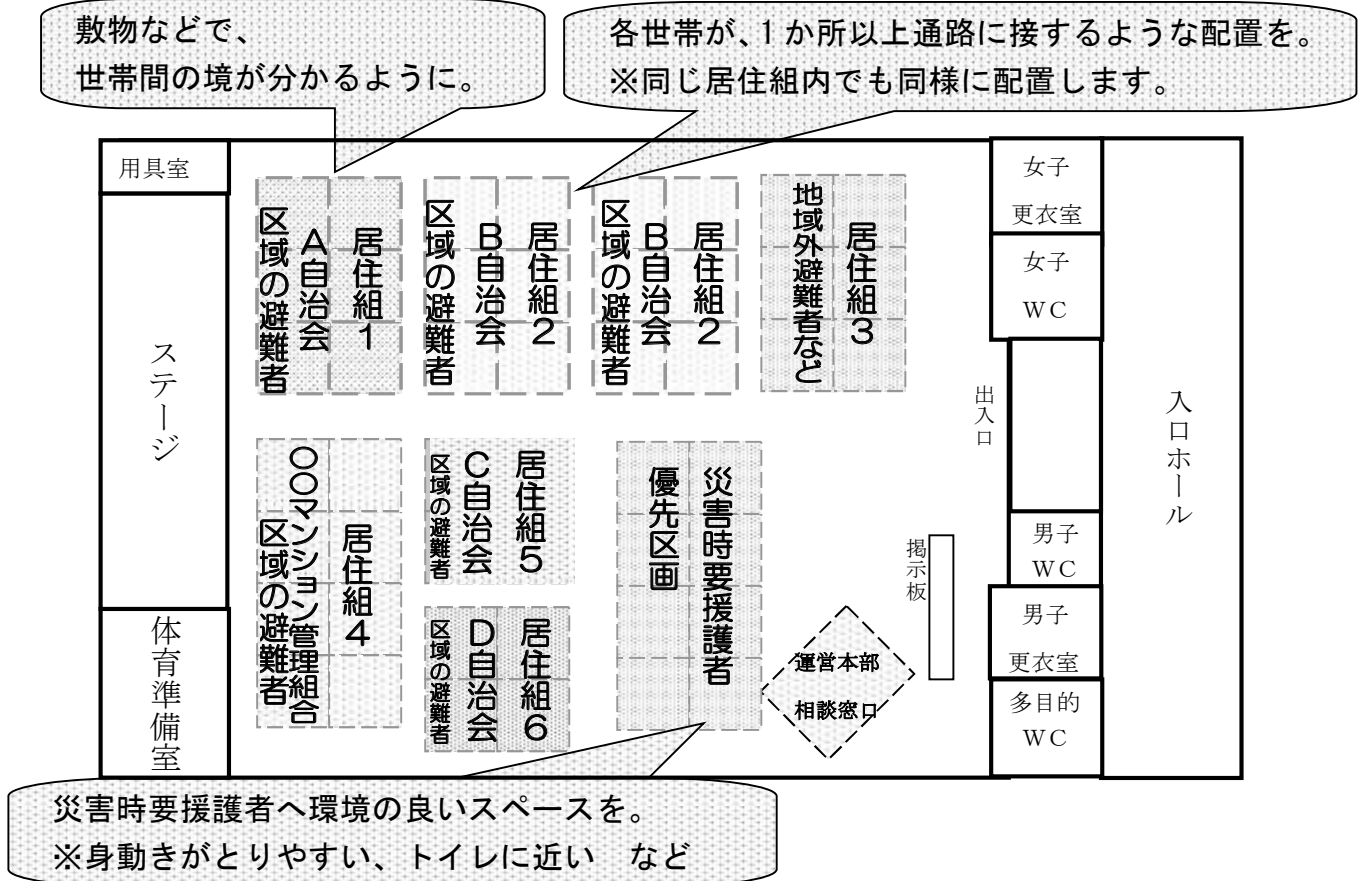 敷物などで、
世帯間の境が分かるように。
各世帯が、1か所以上通路に接するような配置を。
※同じ居住組内でも同様に配置します。
用具室
ステージ
体育準備室
居住組1
A自治会
区域の避難者
居住組2
B自治会
区域の避難者
居住組2
B自治会
区域の避難者
居住組3
地域外避難者など
居住組4
〇〇マンション管理組合
区域の避難者
居住組5
C自治会
区域の避難者
居住組6
D自治会
区域の避難者
災害時要援護者
優先区画
運営本部
相談窓口
掲示板
出入口
女子
更衣室
女子
WC
男子
WC
男子
更衣室
多目的
WC
入口ホール
災害時要援護者へ環境の良いスペースを。
※身動きがとりやすい、トイレに近い　など